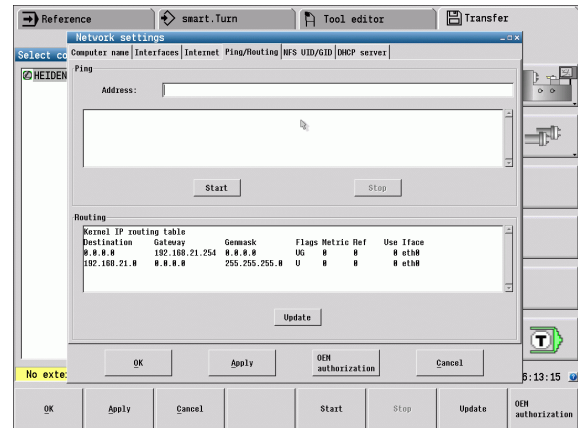 Reference
smart.Turn
Tool editor
Transfer
Network settings
Select co
Computer name Interfaces Internet Ping/Routing NFS UID/GID DHCP server
HEIDEN
Ping
Address:
Start Stop
Routing
Kernel IP routing table
Destination Gateway Genmask Flags Metric Ref Use Iface
0.0.0.0 192.168.21.254 0.0.0.0 UG 0 0 0 eth0
192.168.21.0 0.0.0.0 255.255.255.0 U 0 0 0 eth0
Update
OK Apply OEM authorization Cancel
T
No exte
6:13:15
OK Apply Cancel Start Stop Update OEM authorization